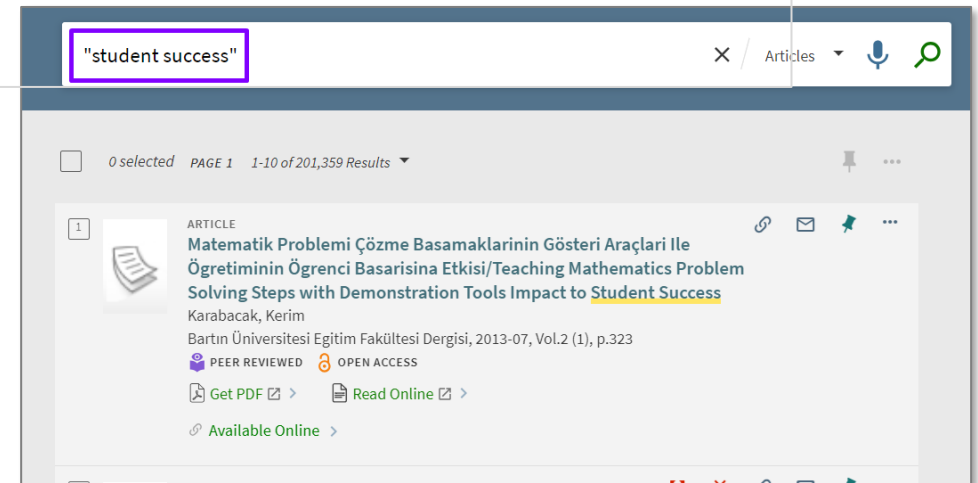 "student success"
Articles
0 selected PAGE 1 1-10 of 201,359 Results
1
ARTICLE
Matematik Problemi Çözme Basamaklarinin Gösteri Araçlari Ile
Ögretiminin Ögrenci Basarisina Etkisi/Teaching Mathematics Problem
Solving Steps with Demonstration Tools Impact to Student Success
Karabacak, Kerim
Bartın Üniversitesi Egitim Fakültesi Dergisi, 2013-07, Vol.2 (1), p.323
PEER REVIEWED OPEN ACCESS
Get PDF Read Online
Available Online